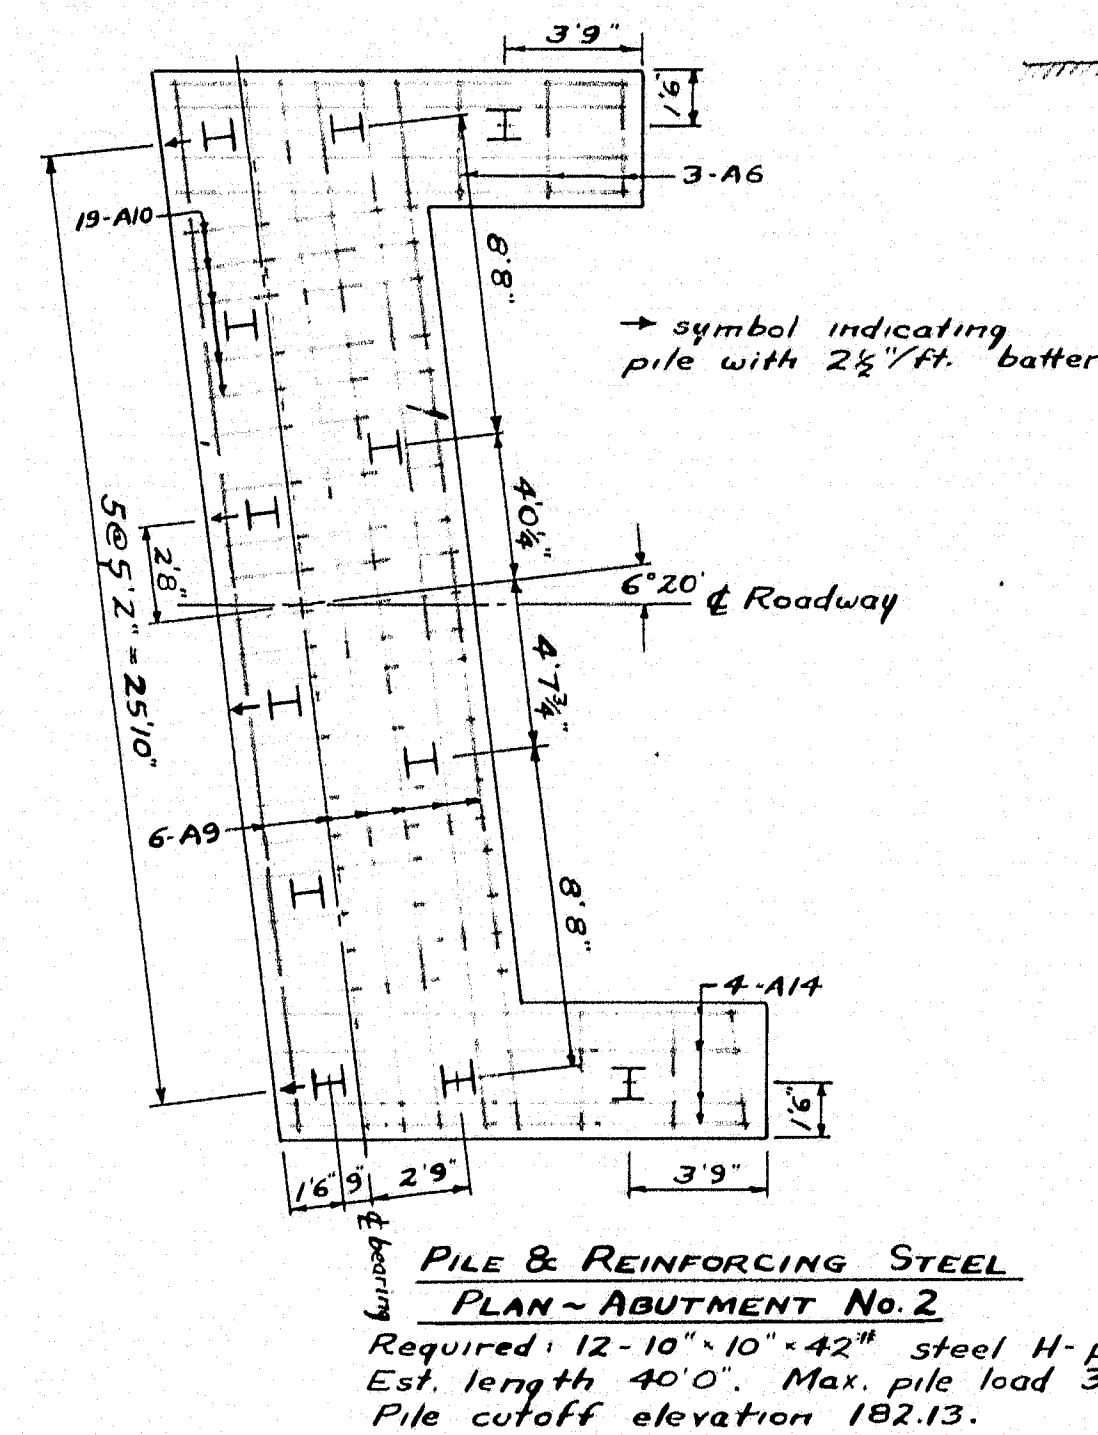 3'9"
1'6"
3-A6
19-A10
8'8"
→ symbol indicating
pile with 2½"/ft. batter
4'0¼"
5@5'2" = 25'10"
2'8"
6°20'
℄ Roadway
4'7¾"
6-A9
8'8"
4-A14
1'6"
3'9"
1'6" 9" 2'9"
℄ bearing
PILE & REINFORCING STEEL
PLAN ~ ABUTMENT No. 2
Required: 12 - 10" × 10" × 42# steel H-
Est. length 40'0". Max. pile load 3
Pile cutoff elevation 182.13.